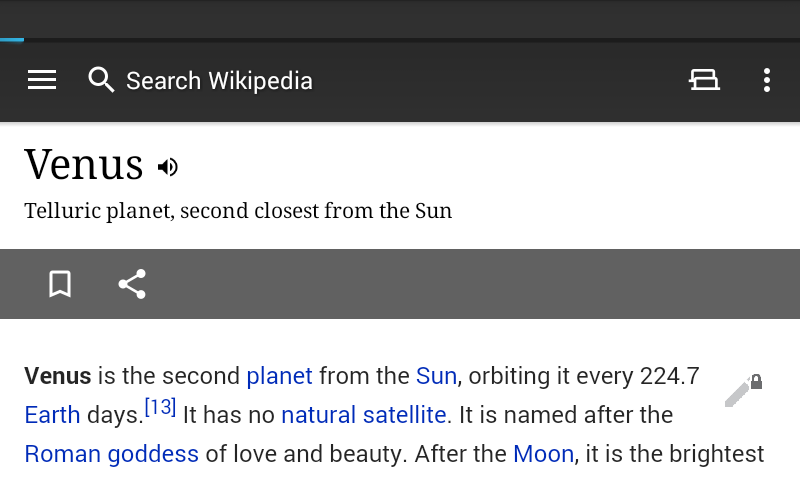 Search Wikipedia
Venus
Telluric planet, second closest from the Sun
Venus is the second planet from the Sun, orbiting it every 224.7
Earth days.[13] It has no natural satellite. It is named after the
Roman goddess of love and beauty. After the Moon, it is the brightest